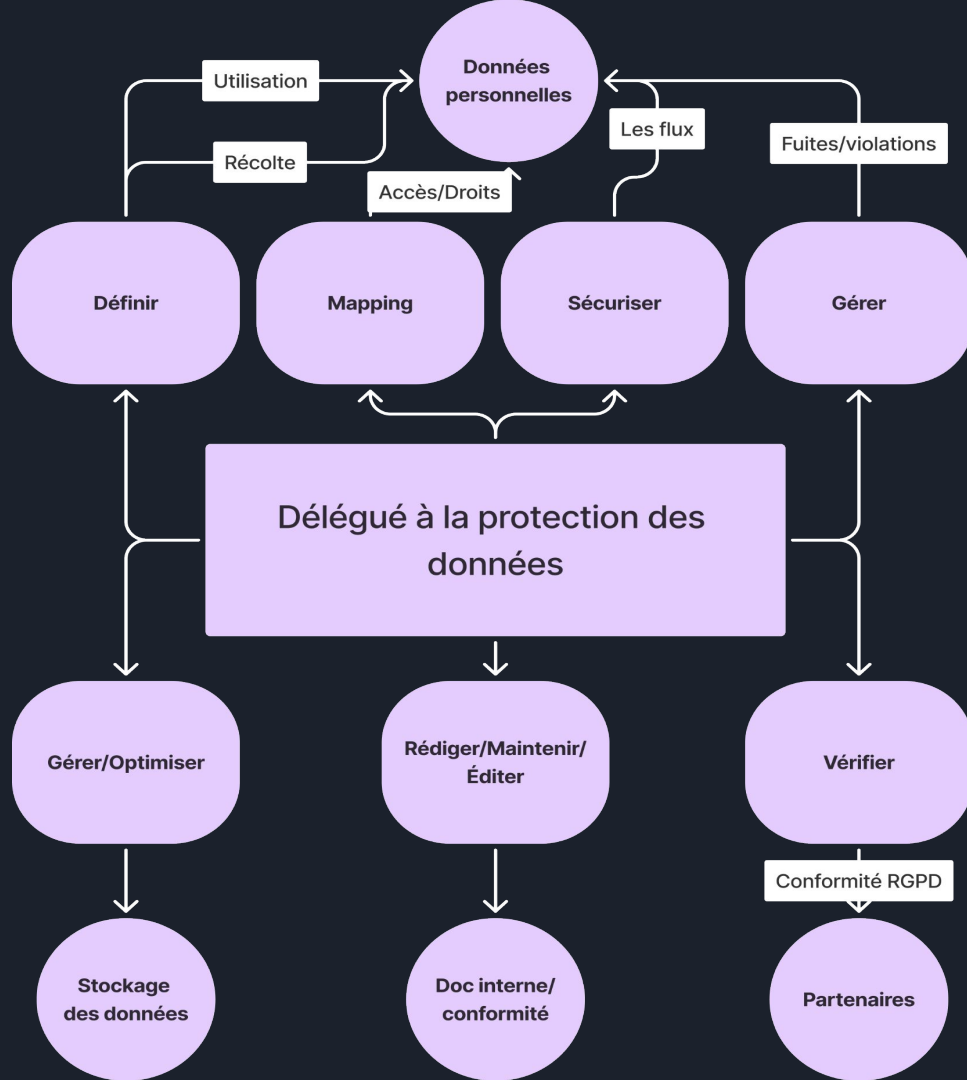 Données
personnelles
Utilisation
Les flux
Fuites/violations
Récolte
Accès/Droits
Définir
Mapping
Sécuriser
Gérer
Délégué à la protection des
données
Gérer/Optimiser
Rédiger/Maintenir/
Éditer
Vérifier
Conformité RGPD
Stockage
des données
Doc interne/
conformité
Partenaires